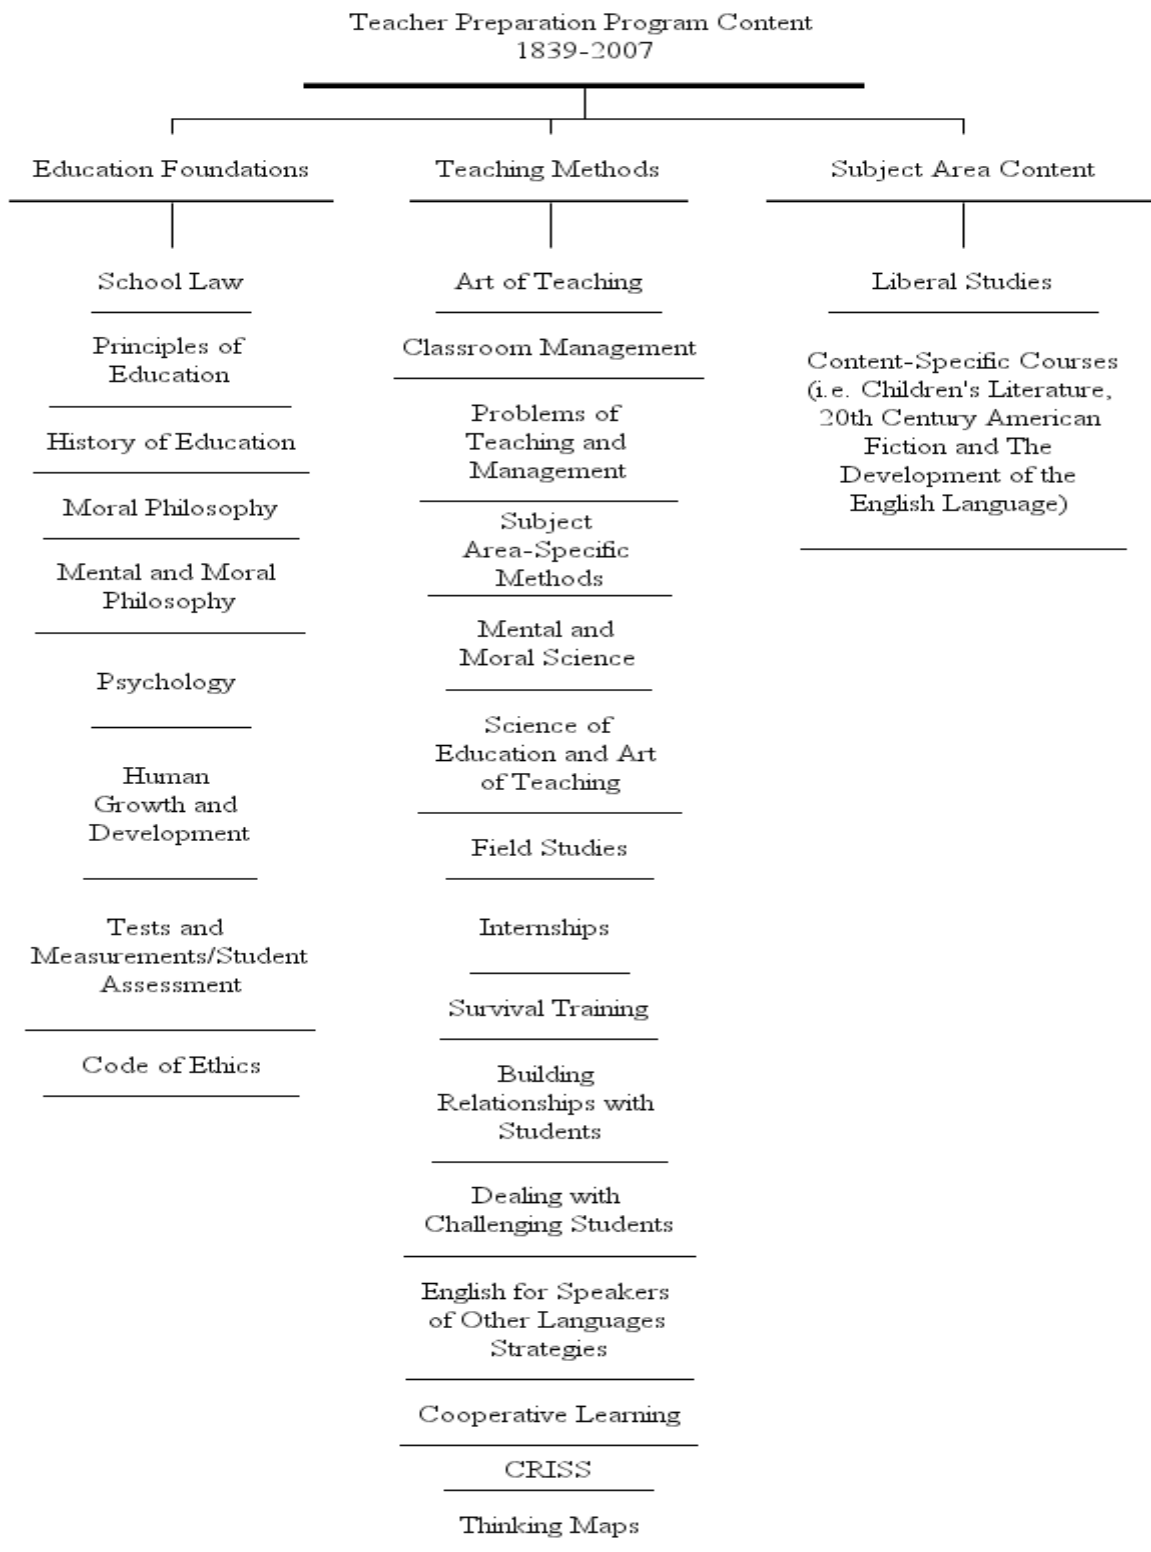 Teacher Preparation Program Content
1839-2007
Education Foundations
Teaching Methods
Subject Area Content
School Law
Principles of
Education
History of Education
Moral Philosophy
Mental and Moral
Philosophy
Psychology
Human
Growth and
Development
Tests and
Measurements/Student
Assessment
Code of Ethics
Art of Teaching
Classroom Management
Problems of
Teaching and
Management
Subject
Area-Specific
Methods
Mental and
Moral Science
Science of
Education and Art
of Teaching
Field Studies
Internships
Survival Training
Building
Relationships with
Students
Dealing with
Challenging Students
English for Speakers
of Other Languages
Strategies
Cooperative Learning
CRISS
Thinking Maps
Liberal Studies
Content-Specific Courses
(i.e. Children's Literature,
20th Century American
Fiction and The
Development of the
English Language)